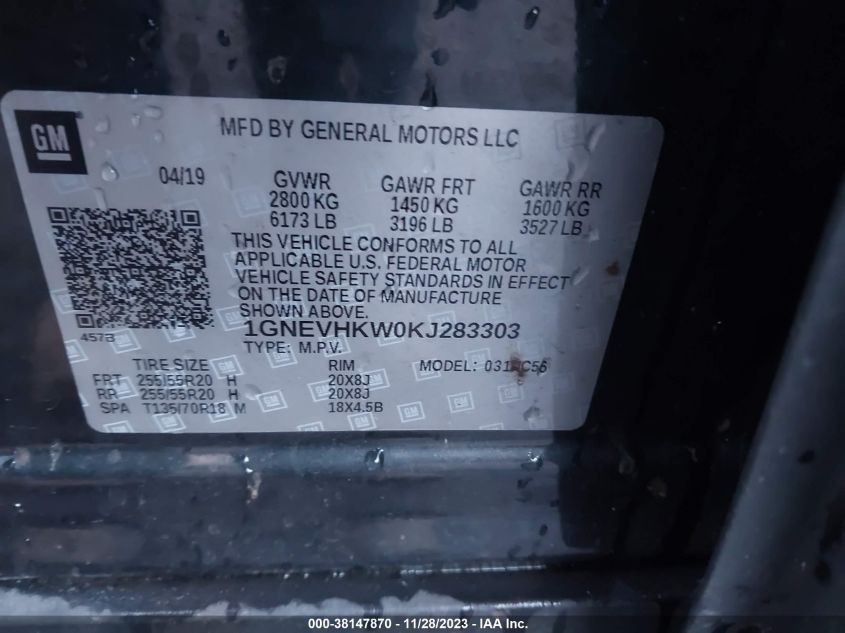 GM
MFD BY GENERAL MOTORS LLC
04/19 GVWR GAWR FRT GAWR RR
2800 KG 1450 KG 1600 KG
6173 LB 3196 LB 3527 LB
THIS VEHICLE CONFORMS TO ALL
APPLICABLE U.S. FEDERAL MOTOR
VEHICLE SAFETY STANDARDS IN EFFECT
ON THE DATE OF MANUFACTURE
SHOWN ABOVE.
457B 1GNEVHKW0KJ283303
TYPE: M.P.V.
TIRE SIZE RIM MODEL:
FRT 255/55R20 H 20X8J
RR 255/55R20 H 20X8J
SPA T135/70R18 M 18X4.5B
000-38147870 - 11/28/2023 - IAA